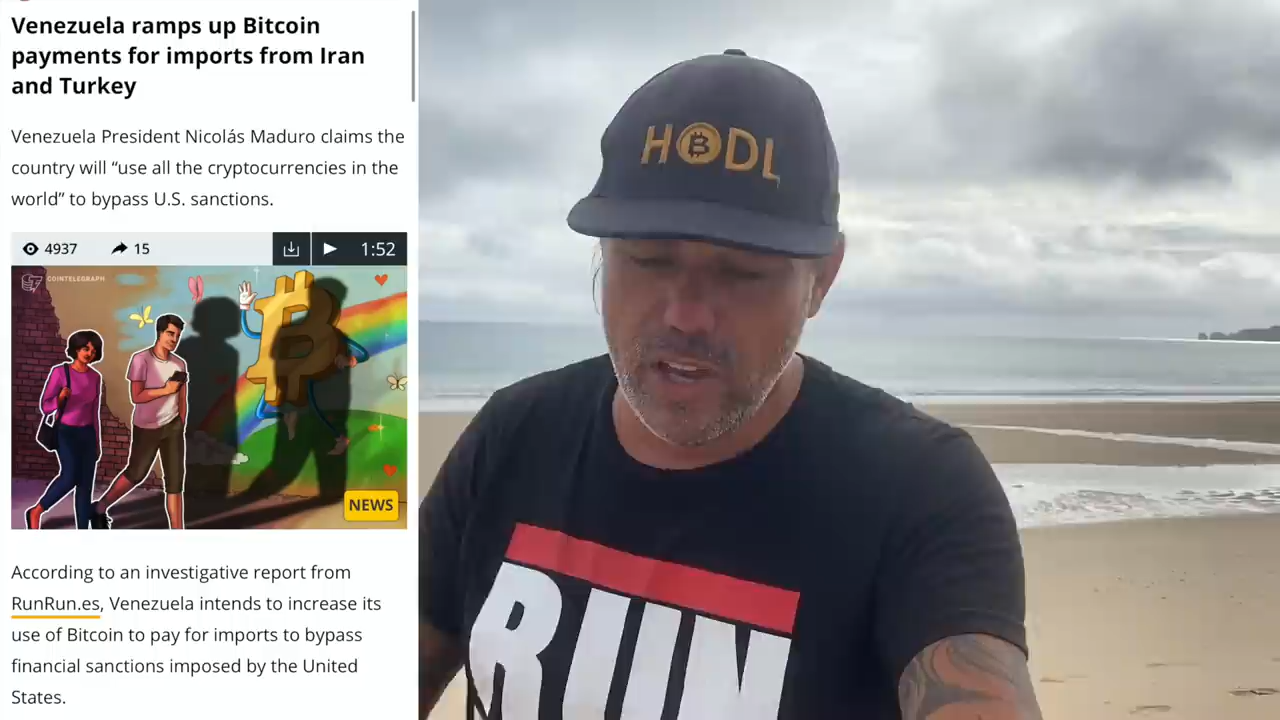 Venezuela ramps up Bitcoin
payments for imports from Iran
and Turkey
Venezuela President Nicolás Maduro claims the
country will “use all the cryptocurrencies in the
world” to bypass U.S. sanctions.
4937 15 1:52
COINTELEGRAPH
NEWS
According to an investigative report from
RunRun.es, Venezuela intends to increase its
use of Bitcoin to pay for imports to bypass
financial sanctions imposed by the United
States.
HODL
RUN